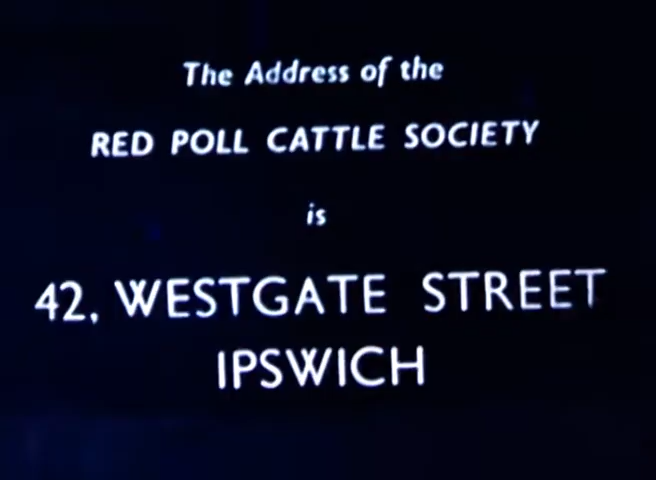 The Address of the
RED POLL CATTLE SOCIETY
is
42, WESTGATE STREET
IPSWICH